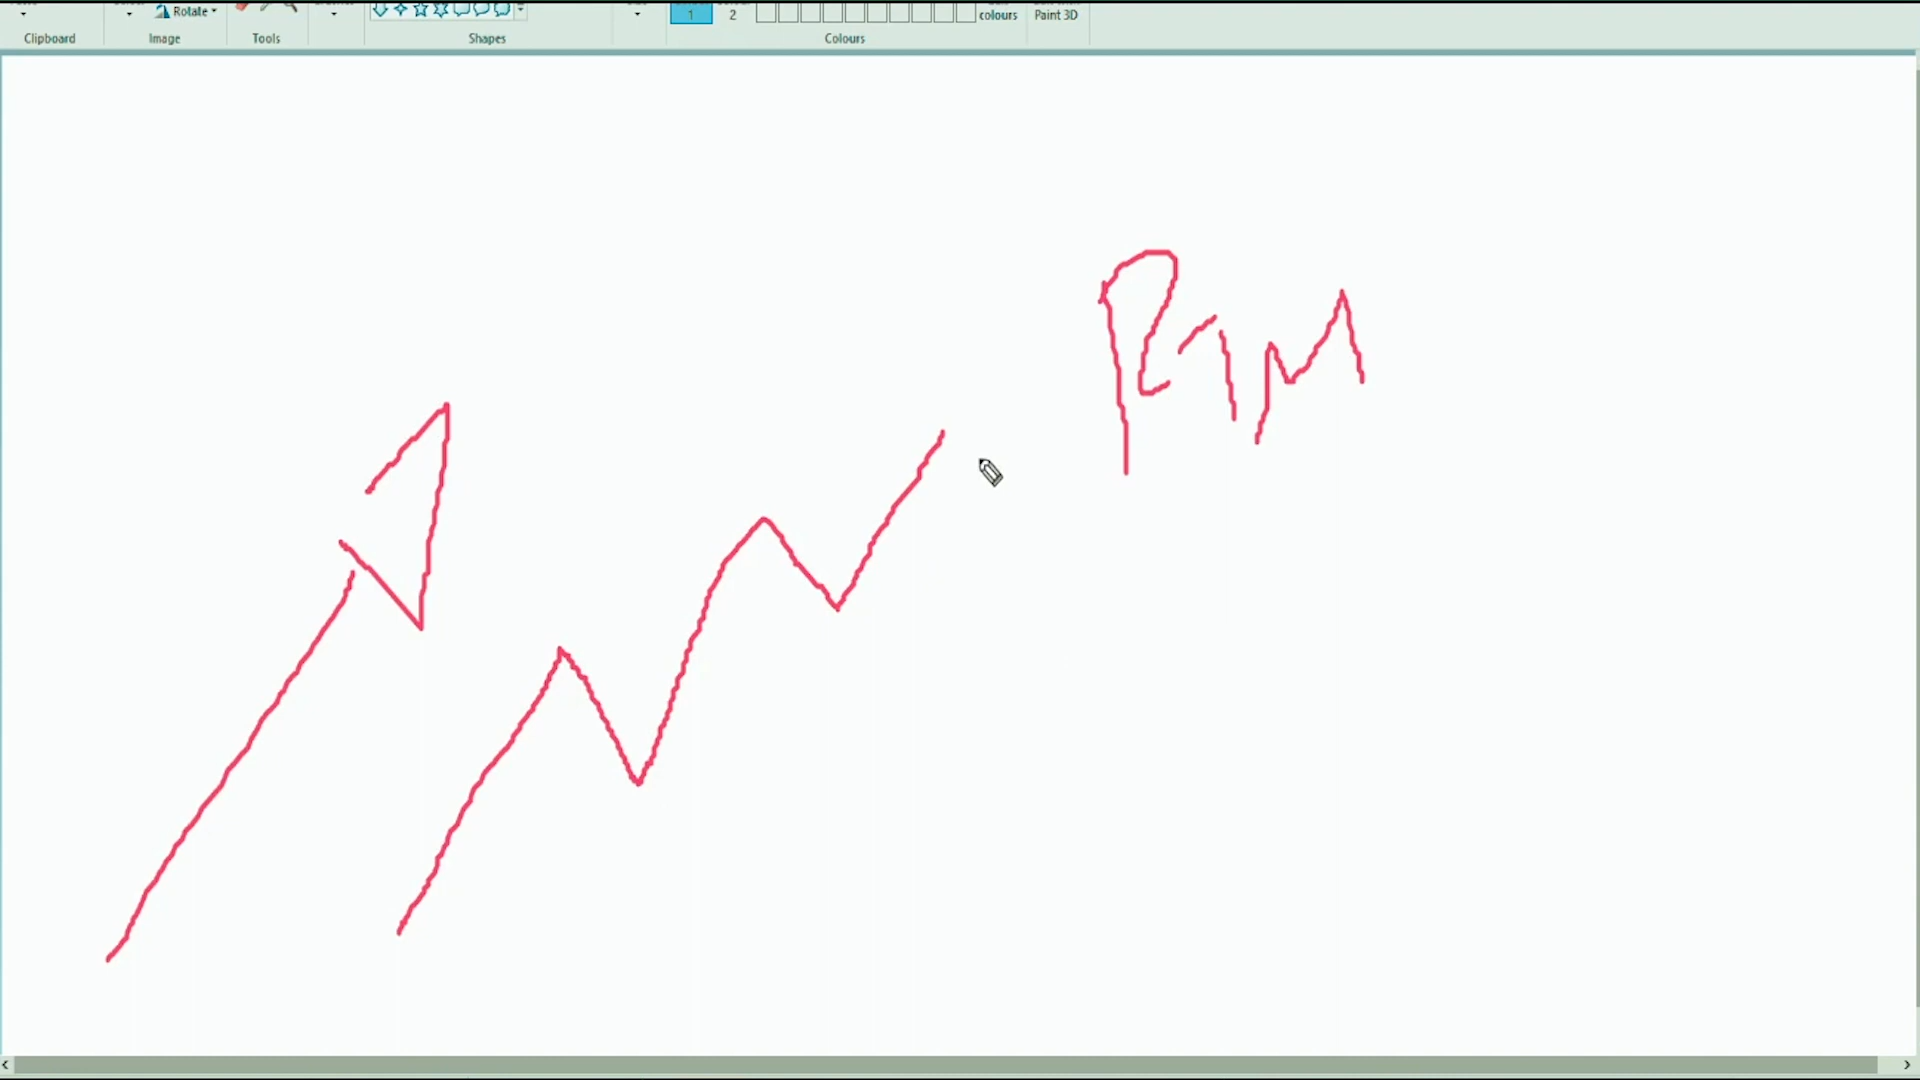 Rotate
1
2
colours
Paint 3D
Clipboard
Image
Tools
Shapes
Colours